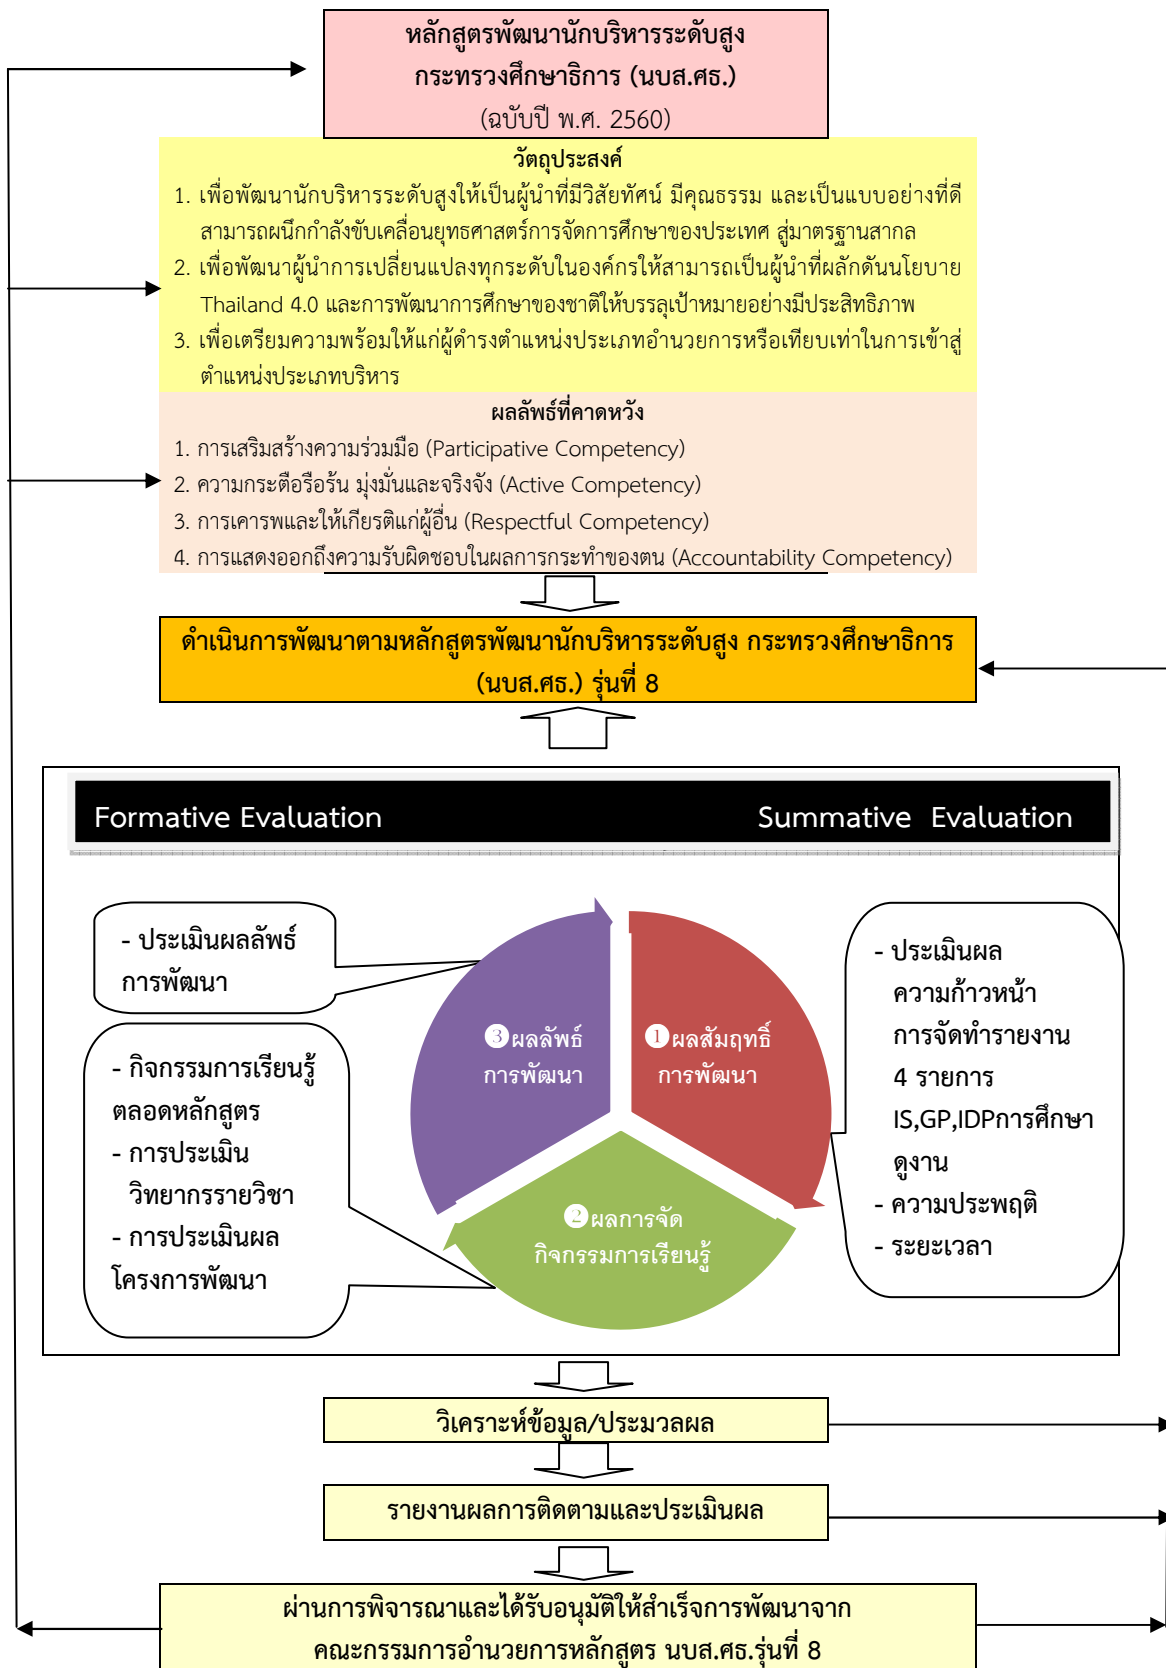 หลักสูตรพัฒนานักบริหารระดับสูง
กระทรวงศึกษาธิการ (นบส.ศธ.)
(ฉบับปี พ.ศ. 2560)
วัตถุประสงค์
1. เพื่อพัฒนานักบริหารระดับสูงให้เป็นผู้นำที่มีวิสัยทัศน์ มีคุณธรรม และเป็นแบบอย่างที่ดี
สามารถผนึกกำลังขับเคลื่อนยุทธศาสตร์การจัดการศึกษาของประเทศ สู่มาตรฐานสากล
2. เพื่อพัฒนาผู้นำการเปลี่ยนแปลงทุกระดับในองค์กรให้สามารถเป็นผู้นำที่ผลักดันนโยบาย
Thailand 4.0 และการพัฒนาการศึกษาของชาติให้บรรลุเป้าหมายอย่างมีประสิทธิภาพ
3. เพื่อเตรียมความพร้อมให้แก่ผู้ดำรงตำแหน่งประเภทอำนวยการหรือเทียบเท่าในการเข้าสู่
ตำแหน่งประเภทบริหาร
ผลลัพธ์ที่คาดหวัง
1. การเสริมสร้างความร่วมมือ (Participative Competency)
2. ความกระตือรือร้น มุ่งมั่นและจริงจัง (Active Competency)
3. การเคารพและให้เกียรติแก่ผู้อื่น (Respectful Competency)
4. การแสดงออกถึงความรับผิดชอบในผลการกระทำของตน (Accountability Competency)
ดำเนินการพัฒนาตามหลักสูตรพัฒนานักบริหารระดับสูง กระทรวงศึกษาธิการ
(นบส.ศธ.) รุ่นที่ 8
Formative Evaluation Summative Evaluation
- ประเมินผลลัพธ์
การพัฒนา
- กิจกรรมการเรียนรู้
ตลอดหลักสูตร
- การประเมิน
วิทยากรรายวิชา
- การประเมินผล
โครงการพัฒนา
❸ผลลัพธ์
การพัฒนา
❶ผลสัมฤทธิ์
การพัฒนา
❷ผลการจัด
กิจกรรมการเรียนรู้
- ประเมินผล
ความก้าวหน้า
การจัดทำรายงาน
4 รายการ
IS,GP,IDPการศึกษา
ดูงาน
- ความประพฤติ
- ระยะเวลา
วิเคราะห์ข้อมูล/ประมวลผล
รายงานผลการติดตามและประเมินผล
ผ่านการพิจารณาและได้รับอนุมัติให้สำเร็จการพัฒนาจาก
คณะกรรมการอำนวยการหลักสูตร นบส.ศธ.รุ่นที่ 8